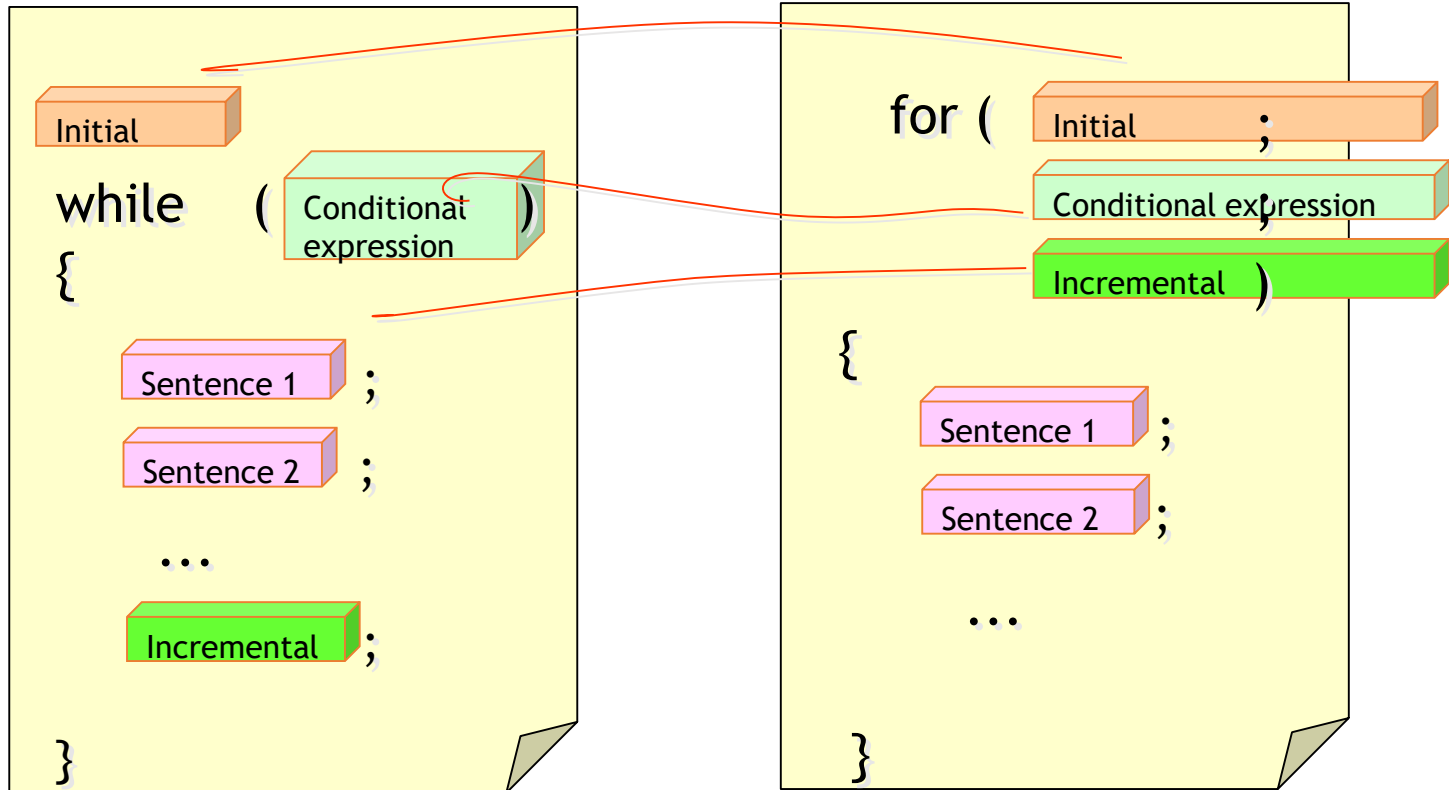 Initial
while ( Conditional expression )
{
Sentence 1 ;
Sentence 2 ;
...
Incremental ;
}
for ( Initial ;
Conditional expression ;
Incremental )
{
Sentence 1 ;
Sentence 2 ;
...
}